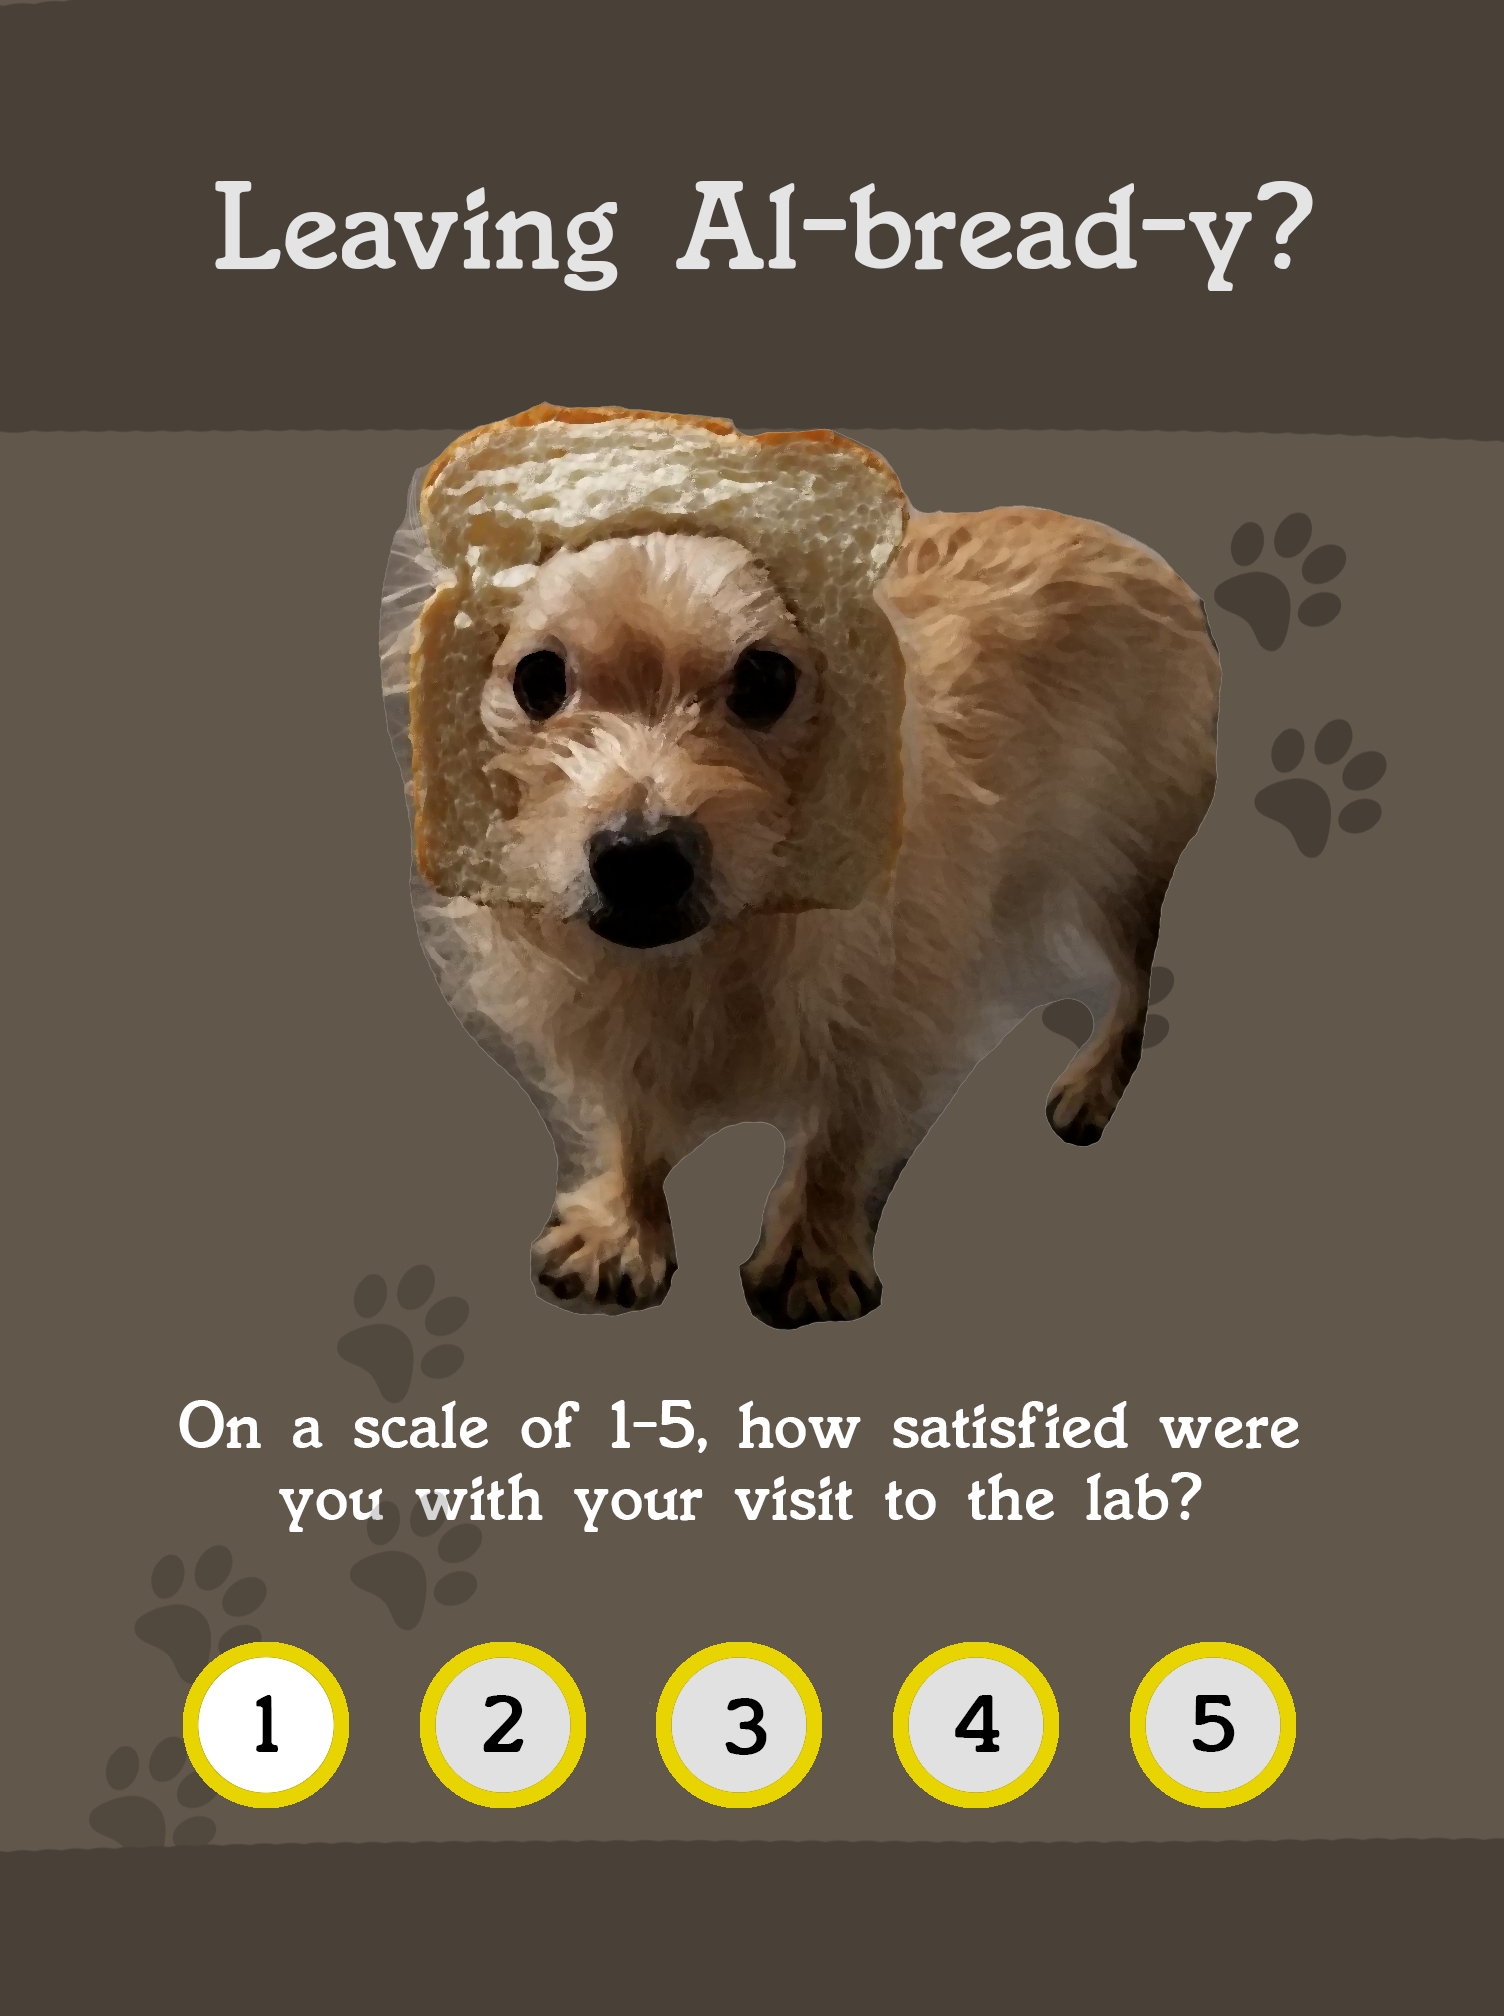 Leaving Al-bread-y?
On a scale of 1-5, how satisfied were
you with your visit to the lab?
1 2 3 4 5